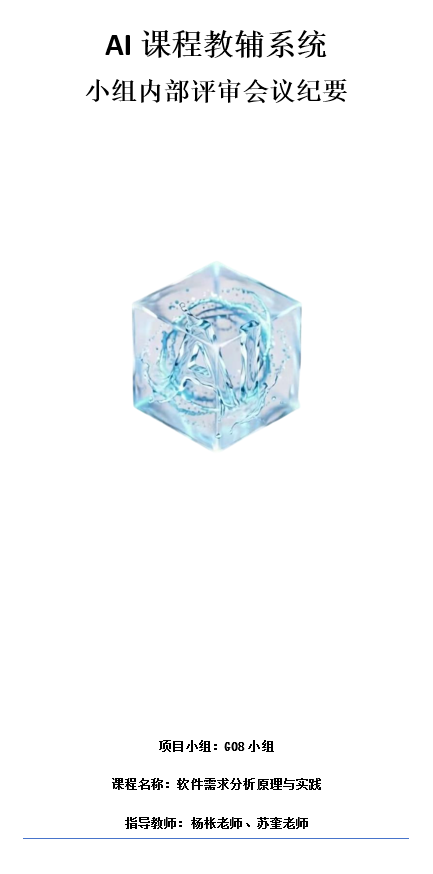 AI 课程教辅系统
小组内部评审会议纪要
AI
项目小组：G08 小组
课程名称：软件需求分析原理与实践
指导教师：杨枨老师、苏奎老师